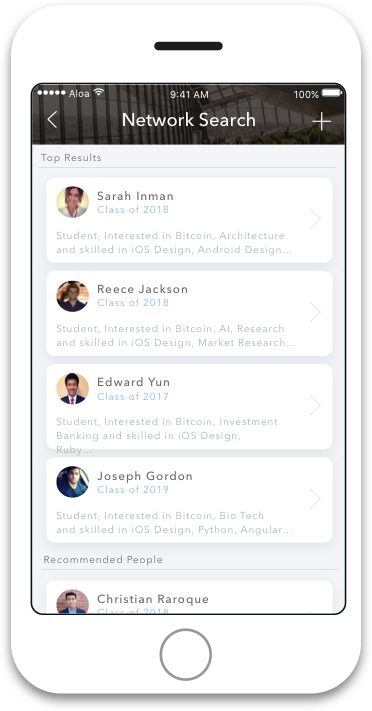 Aloa 9:41 AM 100%
Network Search
Top Results
Sarah Inman
Class of 2018
Student, Interested in Bitcoin, Architecture
and skilled in iOS Design, Android Design...
Reece Jackson
Class of 2018
Student, Interested in Bitcoin, AI, Research
and skilled in iOS Design, Market Research...
Edward Yun
Class of 2017
Student, Interested in Bitcoin, Investment
Banking and skilled in iOS Design,
Ruby...
Joseph Gordon
Class of 2019
Student, Interested in Bitcoin, Bio Tech
and skilled in iOS Design, Python, Angular...
Recommended People
Christian Raroque
Class of 2018